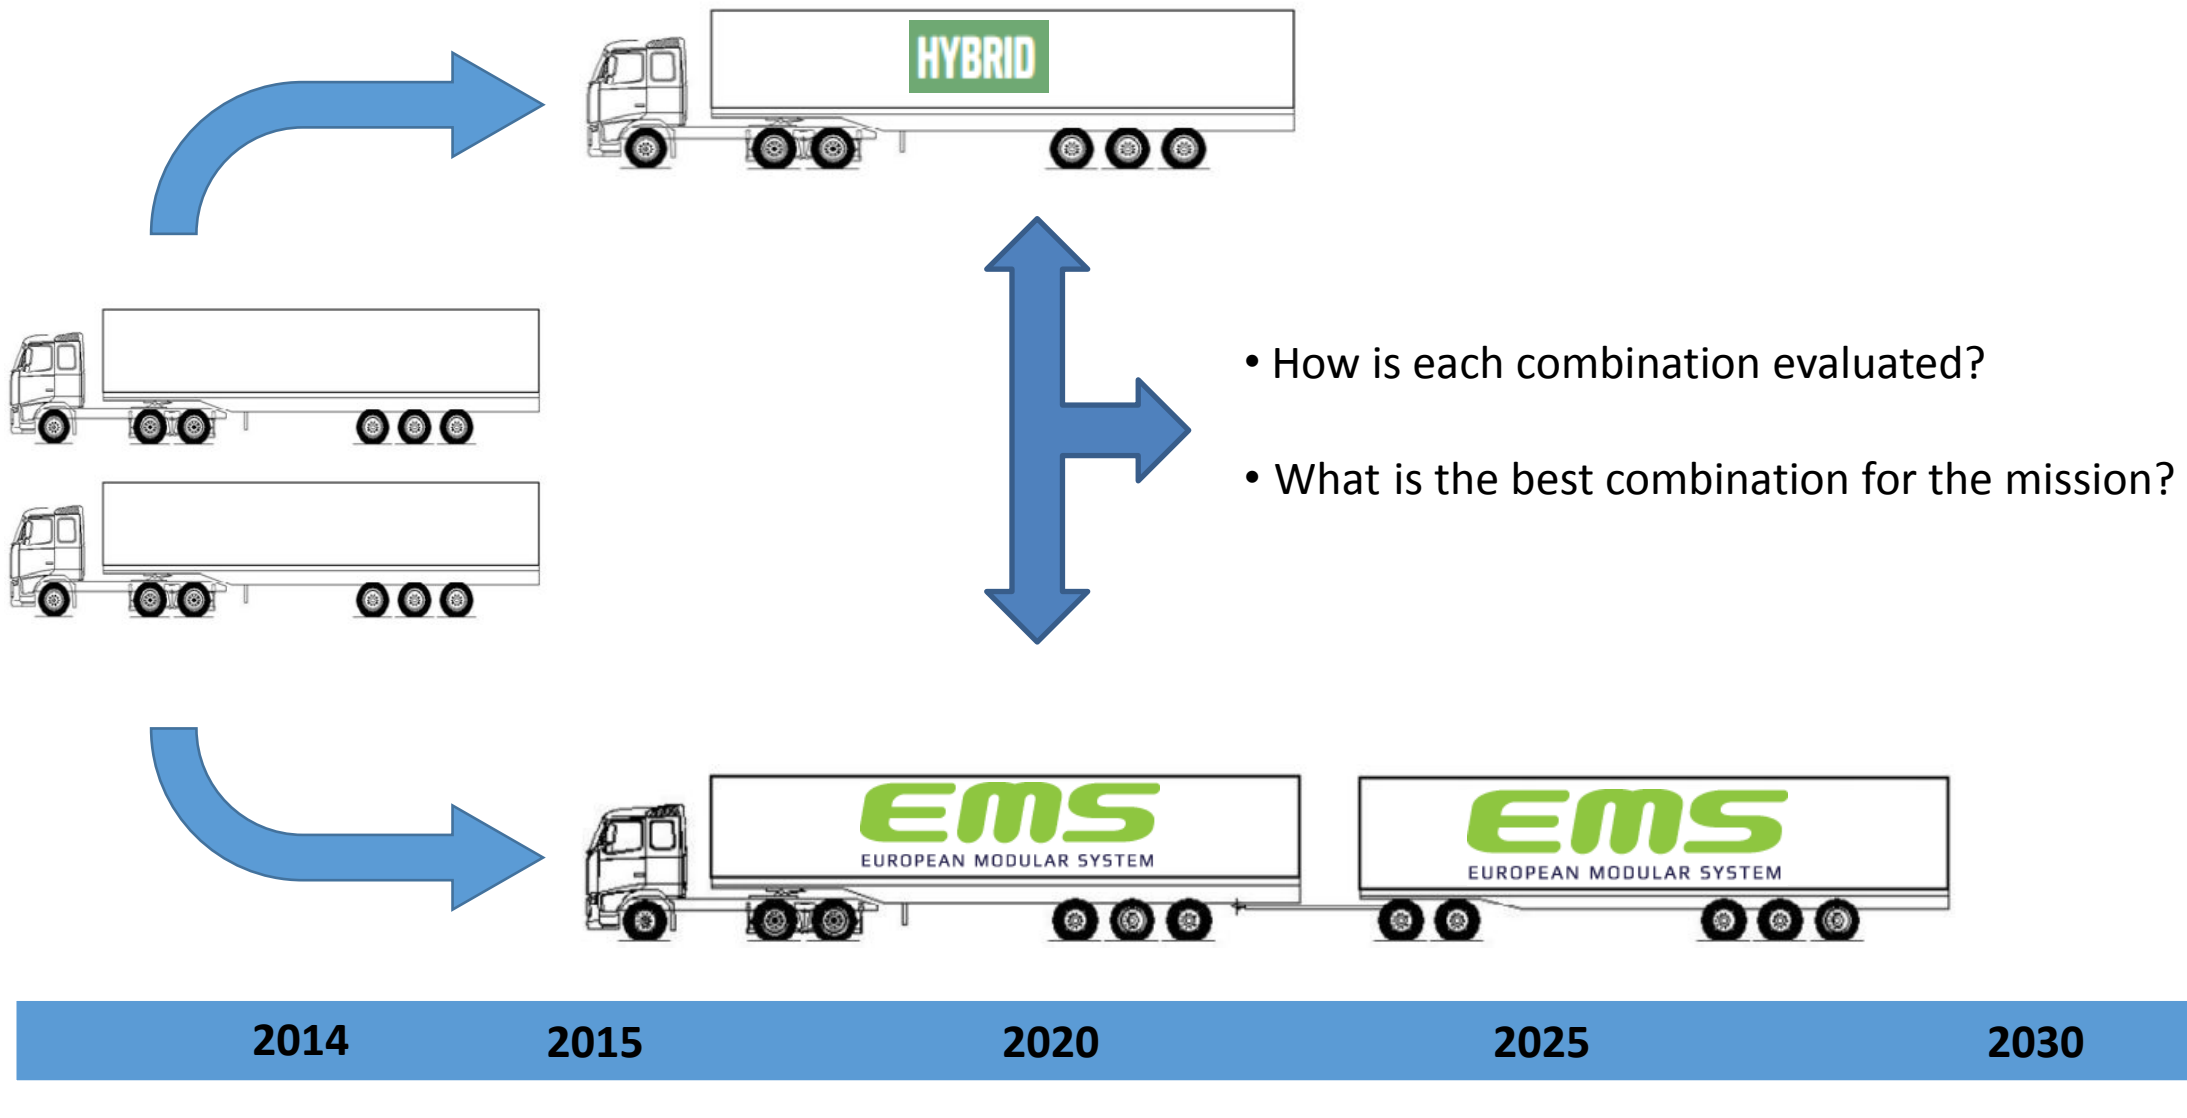 HYBRID
• How is each combination evaluated?
• What is the best combination for the mission?
EMS
EUROPEAN MODULAR SYSTEM
EMS
EUROPEAN MODULAR SYSTEM
2014 2015 2020 2025 2030